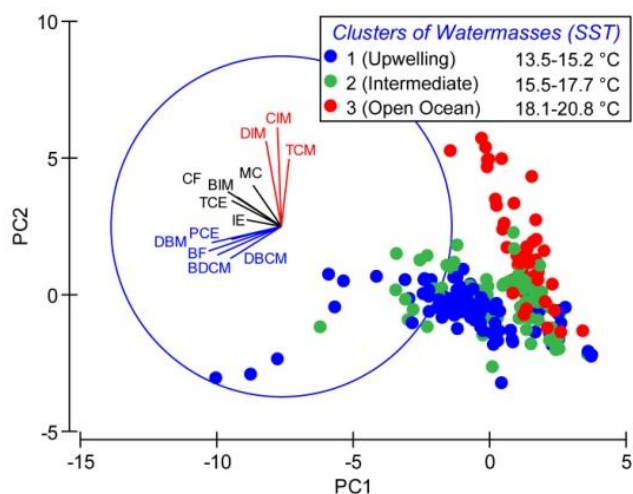 Clusters of Watermasses (SST)
1 (Upwelling) 13.5-15.2 °C
2 (Intermediate) 15.5-17.7 °C
3 (Open Ocean) 18.1-20.8 °C
10
5
0
-5
PC2
CIM
DIM
TCM
MC
CF
BIM
TCE
IE
PCE
DBM
BF
DBCM
BDCM
-15 -10 -5 0 5
PC1